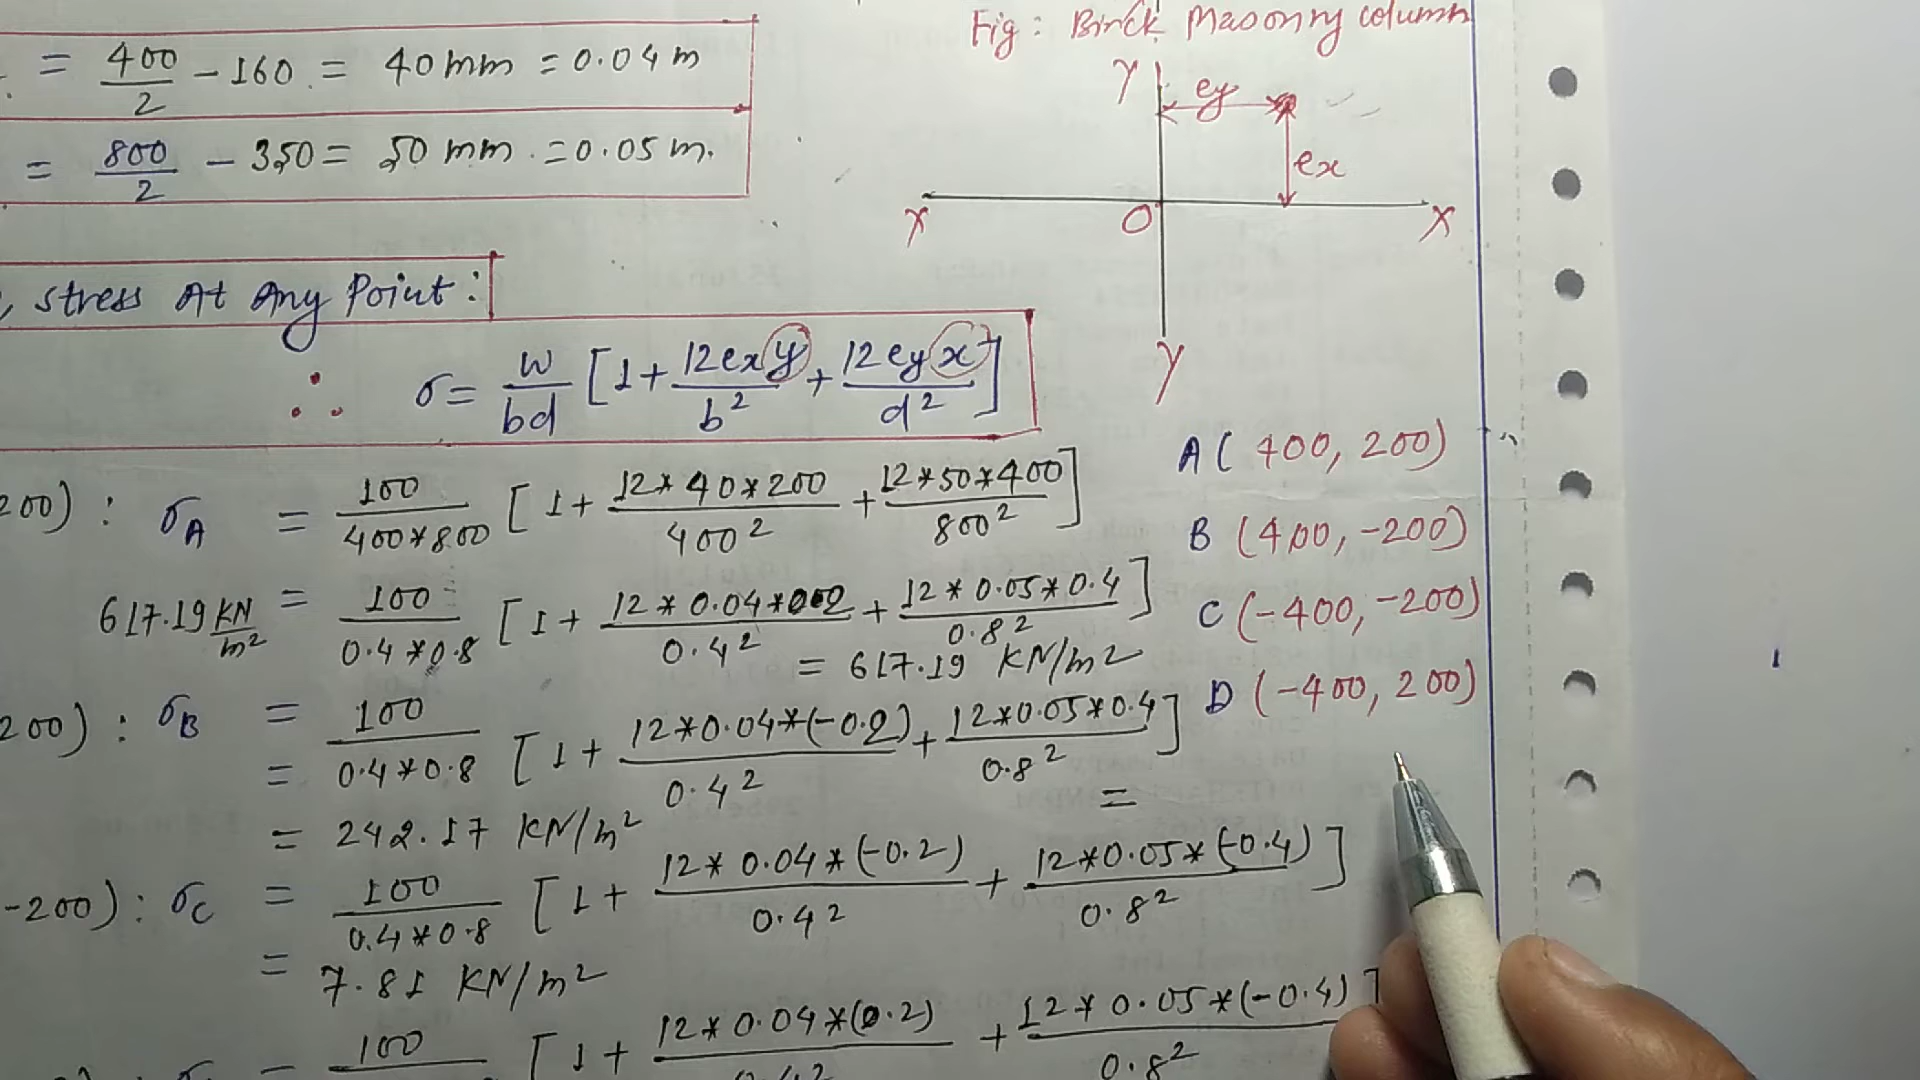 Fig: Birck Masonry column
= 400/2 - 160 = 40 mm = 0.04 m
= 800/2 - 350 = 50 mm. = 0.05 m.
Y
ey
ex
X O X
Y
stress At Any Point:
∴ σ = W/bd [1 + 12 ex y/b² + 12 ey x/d²]
A (400, 200)
B (400, -200)
C (-400, -200)
D (-400, 200)
200) : σA = 100/400*800 [1 + 12*40*200/400² + 12*50*400/800²]
617.19 KN/m² = 100/0.4*0.8 [1 + 12*0.04*0.2/0.4² + 12*0.05*0.4/0.8²]
= 617.19 KN/m²
200) : σB = 100/0.4*0.8 [1 + 12*0.04*(-0.2)/0.4² + 12*0.05*0.4/0.8²]
= =
= 242.17 KN/m²
-200) : σC = 100/0.4*0.8 [1 + 12*0.04*(-0.2)/0.4² + 12*0.05*(-0.4)/0.8²]
= 7.81 KN/m²
= 100 [1 + 12*0.04*(0.2)/0.4² + 12*0.05*(-0.4)/0.8²]